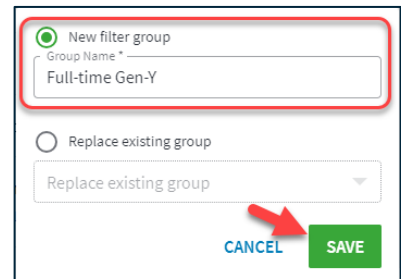 New filter group
Group Name *
Full-time Gen-Y
Replace existing group
Replace existing group
CANCEL SAVE